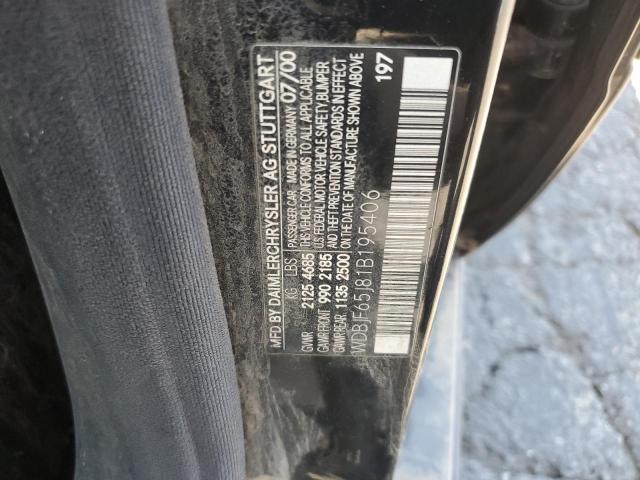 MFD BY DAIMLERCHRYSLER AG STUTTGART
PASSENGER CAR MADE IN GERMANY 07/00
KG LBS
GVWR 2125 4685 THIS VEHICLE CONFORMS TO ALL APPLICABLE
GAWR FRONT 990 2185 U.S. FEDERAL MOTOR VEHICLE SAFETY, BUMPER
GAWR REAR 1135 2500 AND THEFT PREVENTION STANDARDS IN EFFECT
ON THE DATE OF MANUFACTURE SHOWN ABOVE
WDBJF65J81B195406
197